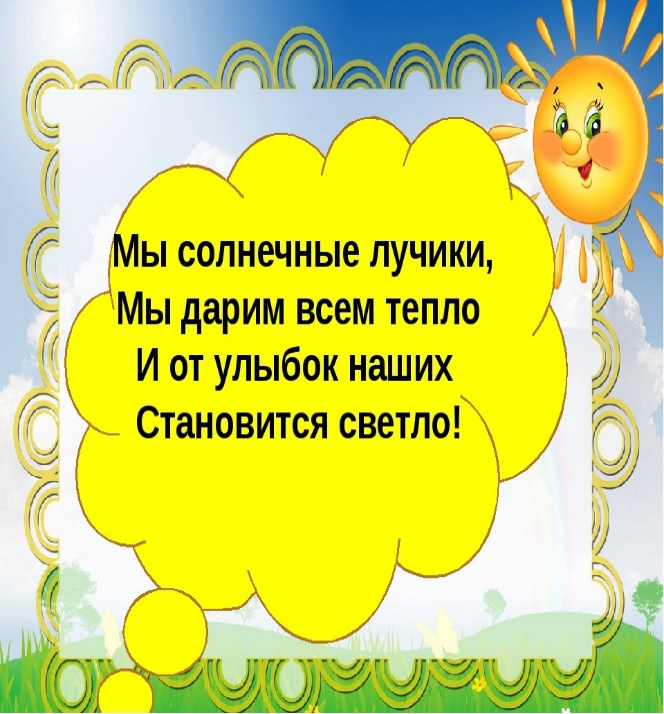 Мы солнечные лучики,
Мы дарим всем тепло
И от улыбок наших
Становится светло!